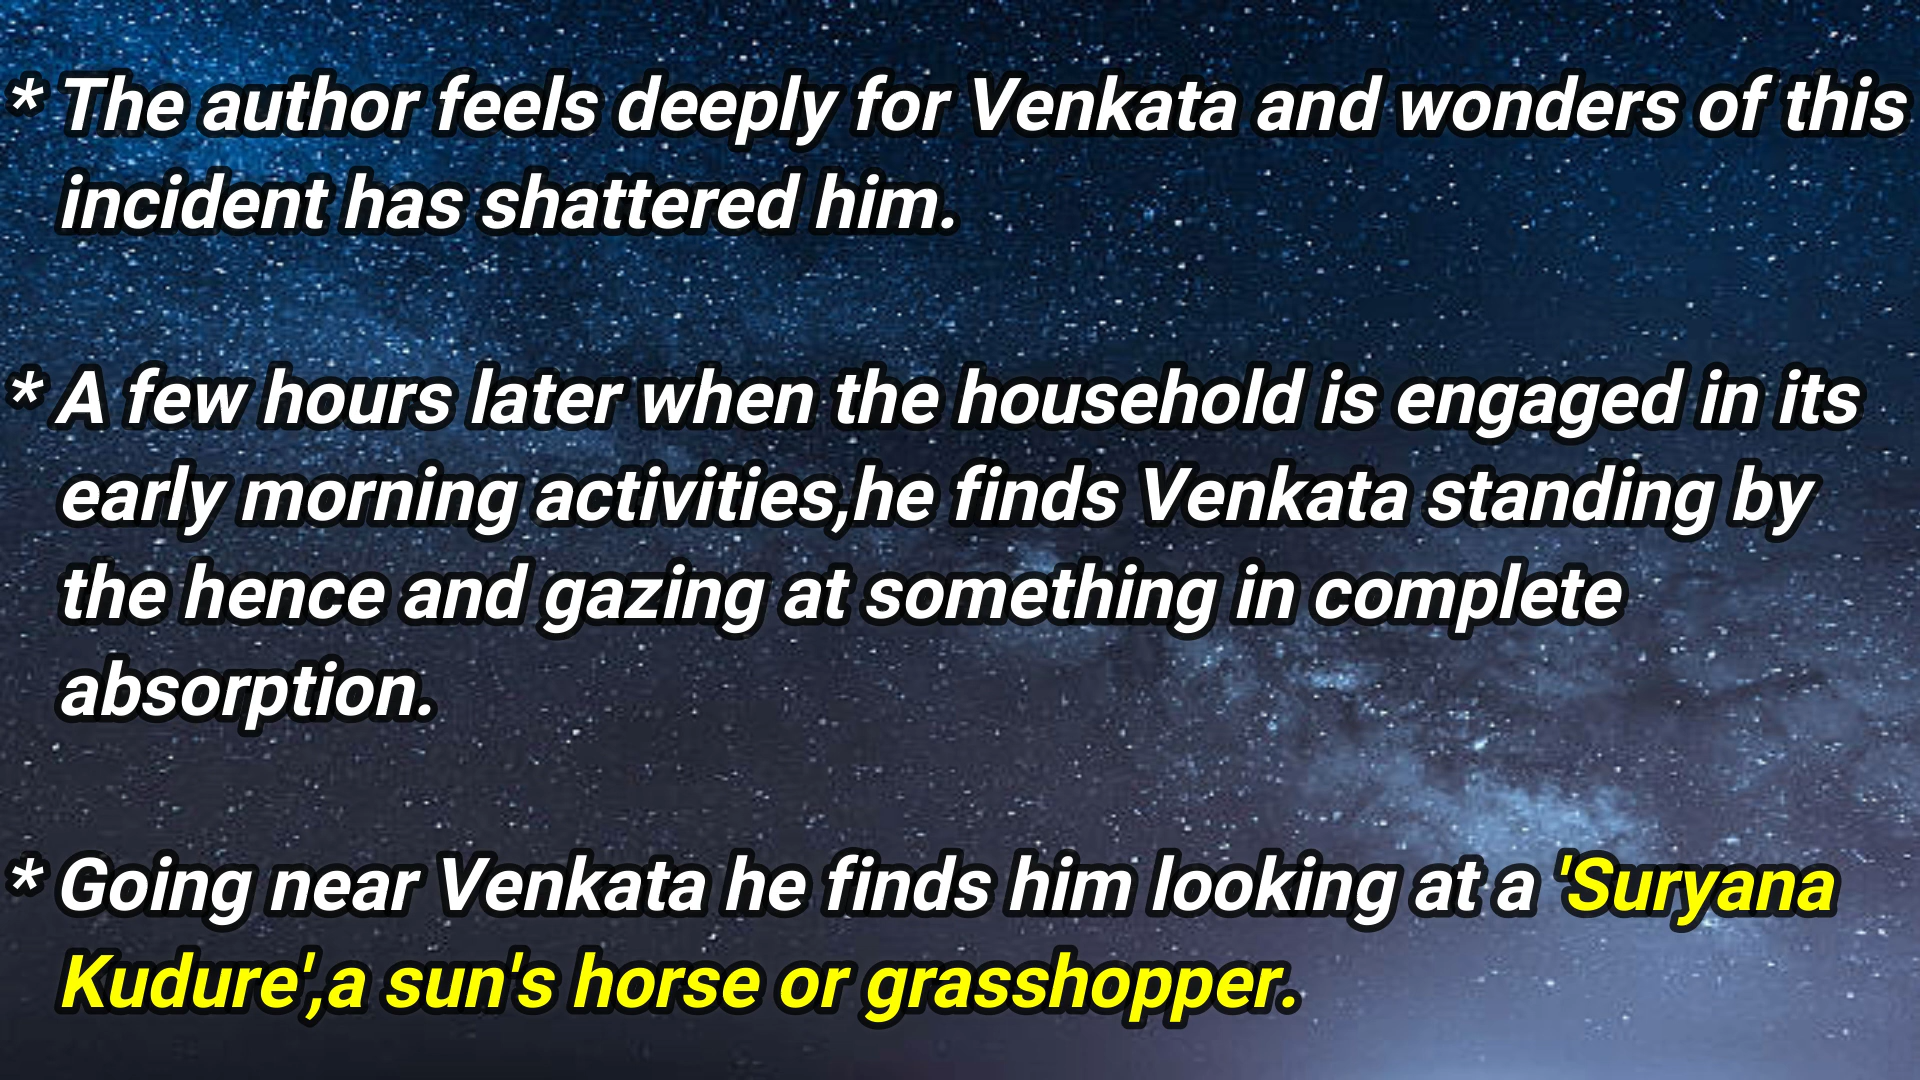 * The author feels deeply for Venkata and wonders of this
incident has shattered him.
* A few hours later when the household is engaged in its
early morning activities,he finds Venkata standing by
the hence and gazing at something in complete
absorption.
* Going near Venkata he finds him looking at a 'Suryana
Kudure',a sun's horse or grasshopper.